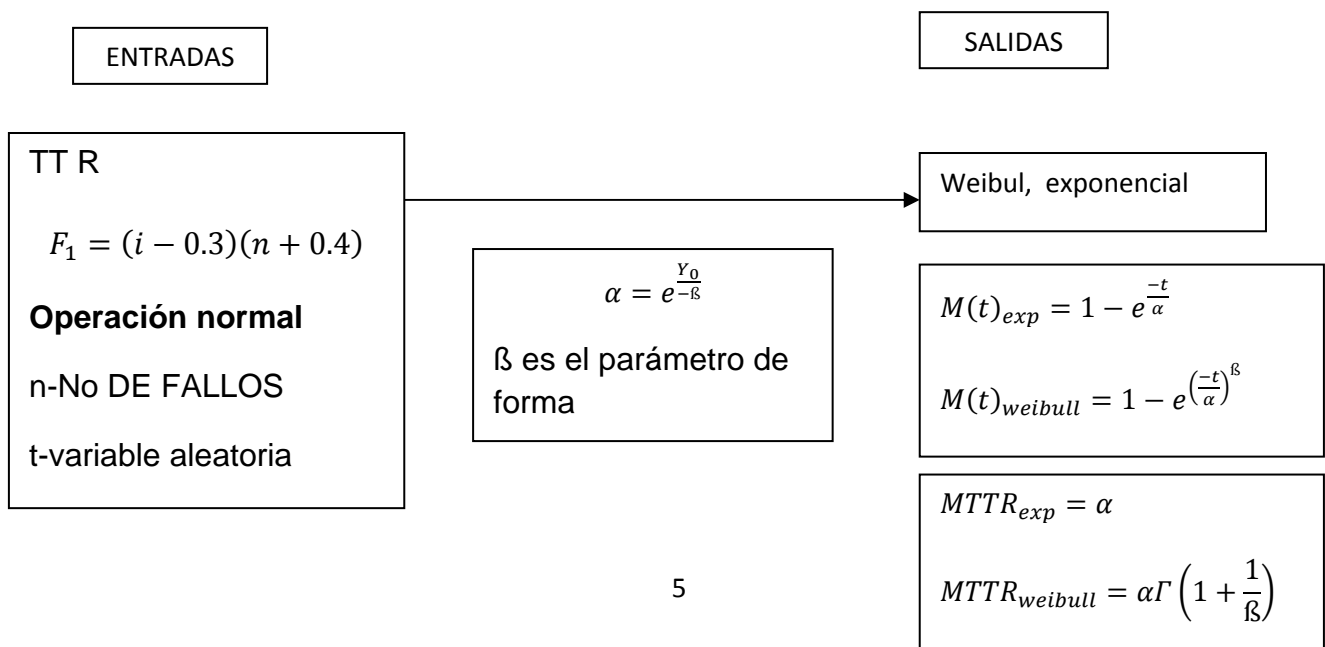 ENTRADAS
SALIDAS
TT R
F₁ = (i − 0.3)(n + 0.4)
Operación normal
n-No DE FALLOS
t-variable aleatoria
α = e^(Y₀/−ß)
ß es el parámetro de
forma
Weibul, exponencial
M(t)exp = 1 − e^(−t/α)
M(t)weibull = 1 − e^(−t/α)^ß
MTTRexp = α
MTTRweibull = αΓ(1 + 1/ß)
5